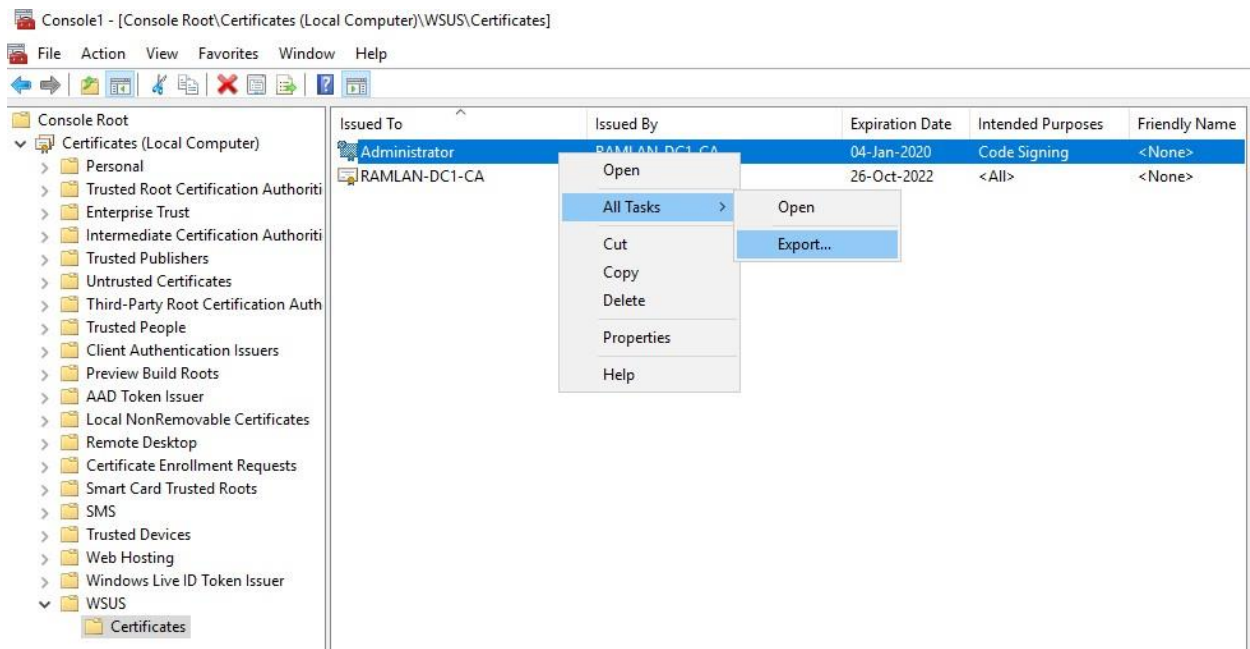 Console1 - [Console Root\Certificates (Local Computer)\WSUS\Certificates]
File Action View Favorites Window Help
Console Root
Certificates (Local Computer)
Personal
Trusted Root Certification Authoriti
Enterprise Trust
Intermediate Certification Authoriti
Trusted Publishers
Untrusted Certificates
Third-Party Root Certification Auth
Trusted People
Client Authentication Issuers
Preview Build Roots
AAD Token Issuer
Local NonRemovable Certificates
Remote Desktop
Certificate Enrollment Requests
Smart Card Trusted Roots
SMS
Trusted Devices
Web Hosting
Windows Live ID Token Issuer
WSUS
Certificates
Issued To Issued By Expiration Date Intended Purposes Friendly Name
Administrator RAMLAN-DC1-CA 04-Jan-2020 Code Signing <None>
RAMLAN-DC1-CA 26-Oct-2022 <All> <None>
Open
All Tasks
Cut
Copy
Delete
Properties
Help
Open
Export...